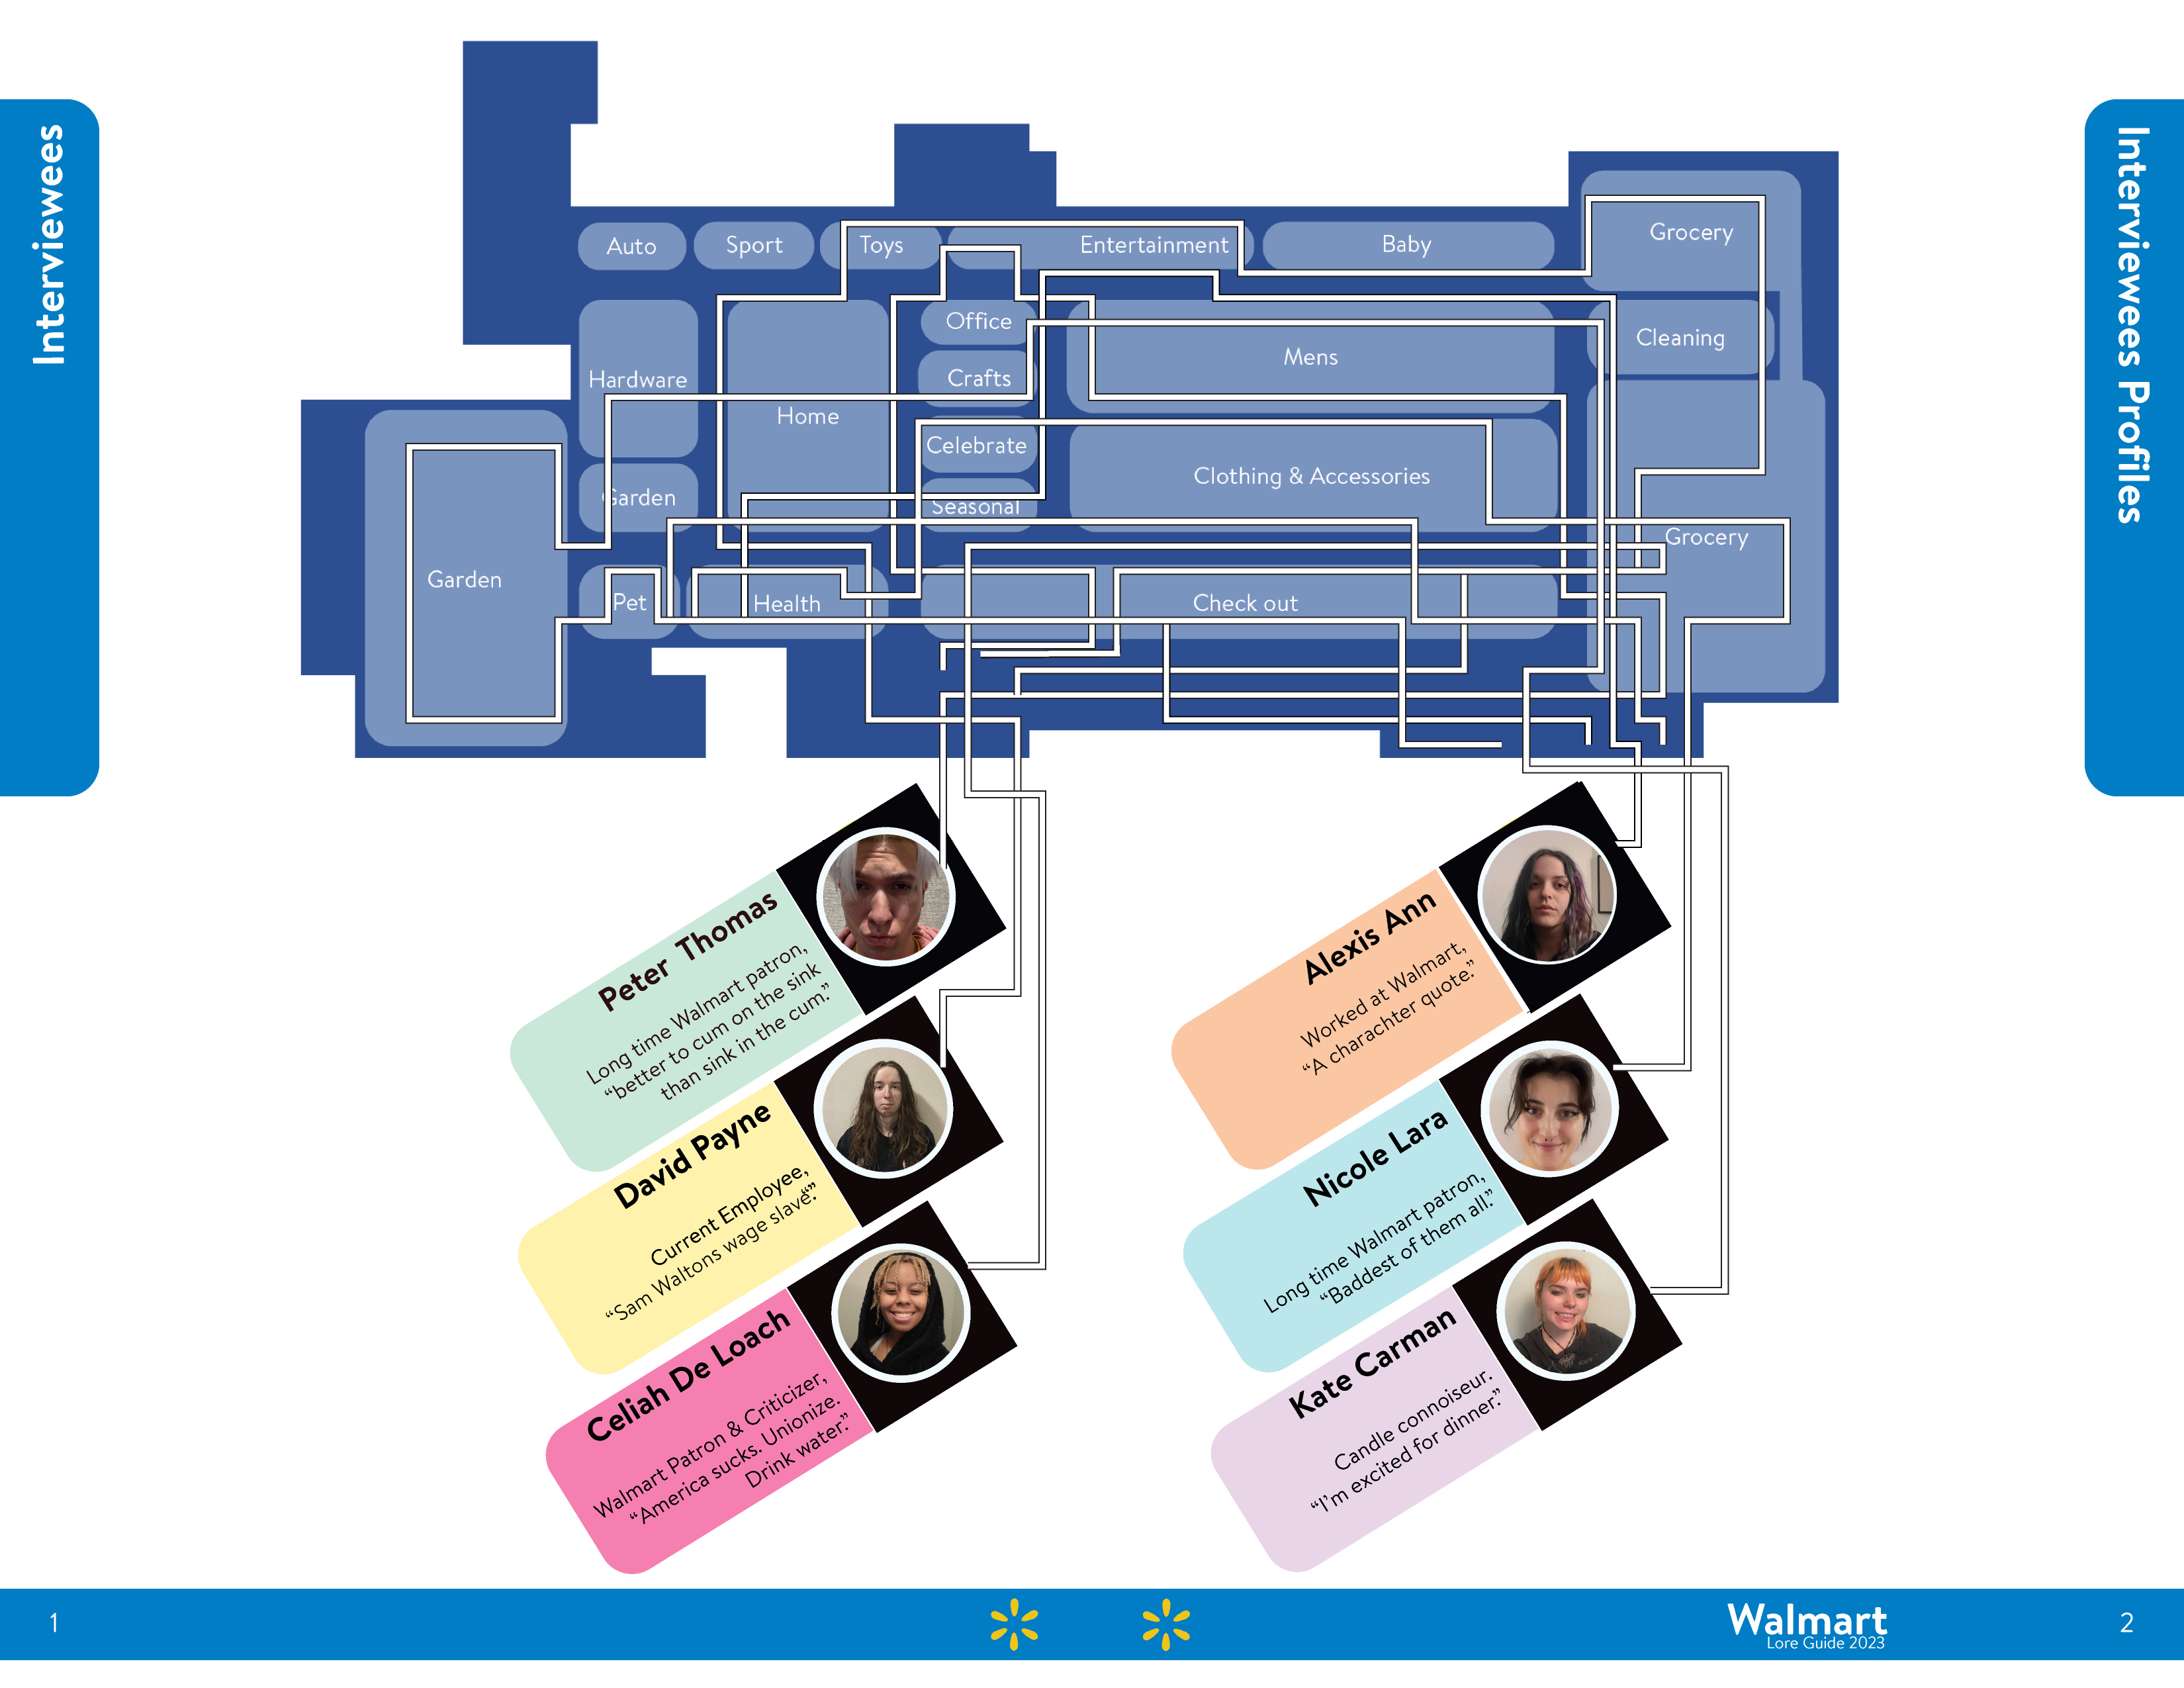 Interviewees
Interviewees Profiles
Auto
Sport
Toys
Entertainment
Baby
Grocery
Office
Cleaning
Mens
Hardware
Crafts
Home
Celebrate
Clothing & Accessories
Garden
Seasonal
Grocery
Garden
Pet
Health
Check out
Peter Thomas
Long time Walmart patron,
“better to cum on the sink
than sink in the cum.”
David Payne
Current Employee,
“Sam Waltons wage slave“.”
Celiah De Loach
Walmart Patron & Criticizer,
“America sucks. Unionize.
Drink water.”
Alexis Ann
Worked at Walmart,
“A charachter quote.”
Nicole Lara
Long time Walmart patron,
“Baddest of them all.”
Kate Carman
Candle connoiseur.
“I’m excited for dinner.”
1
Walmart
Lore Guide 2023
2